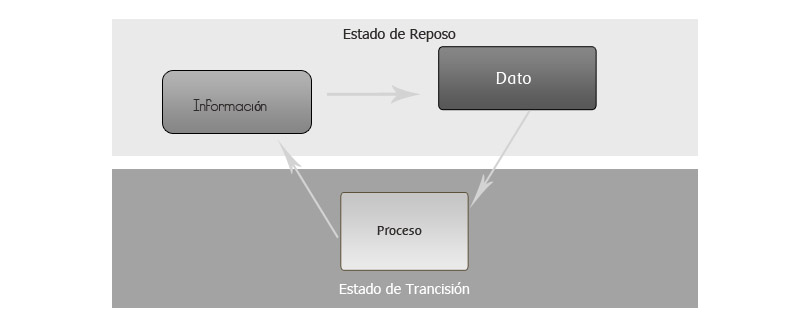 Estado de Reposo
Dato
Información
Proceso
Estado de Trancisión